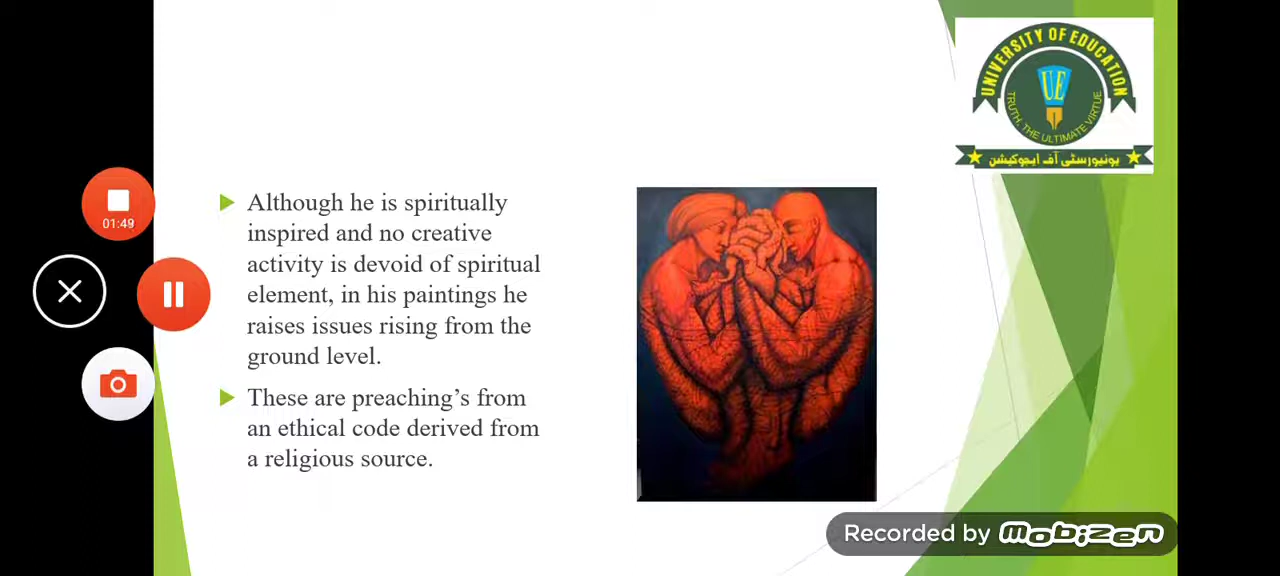 UNIVERSITY OF EDUCATION
UE
TRUTH, THE ULTIMATE VIRTUE
یونیورسٹی آف ایجوکیشن
01:49
Although he is spiritually
inspired and no creative
activity is devoid of spiritual
element, in his paintings he
raises issues rising from the
ground level.
These are preaching’s from
an ethical code derived from
a religious source.
Recorded by mobizen